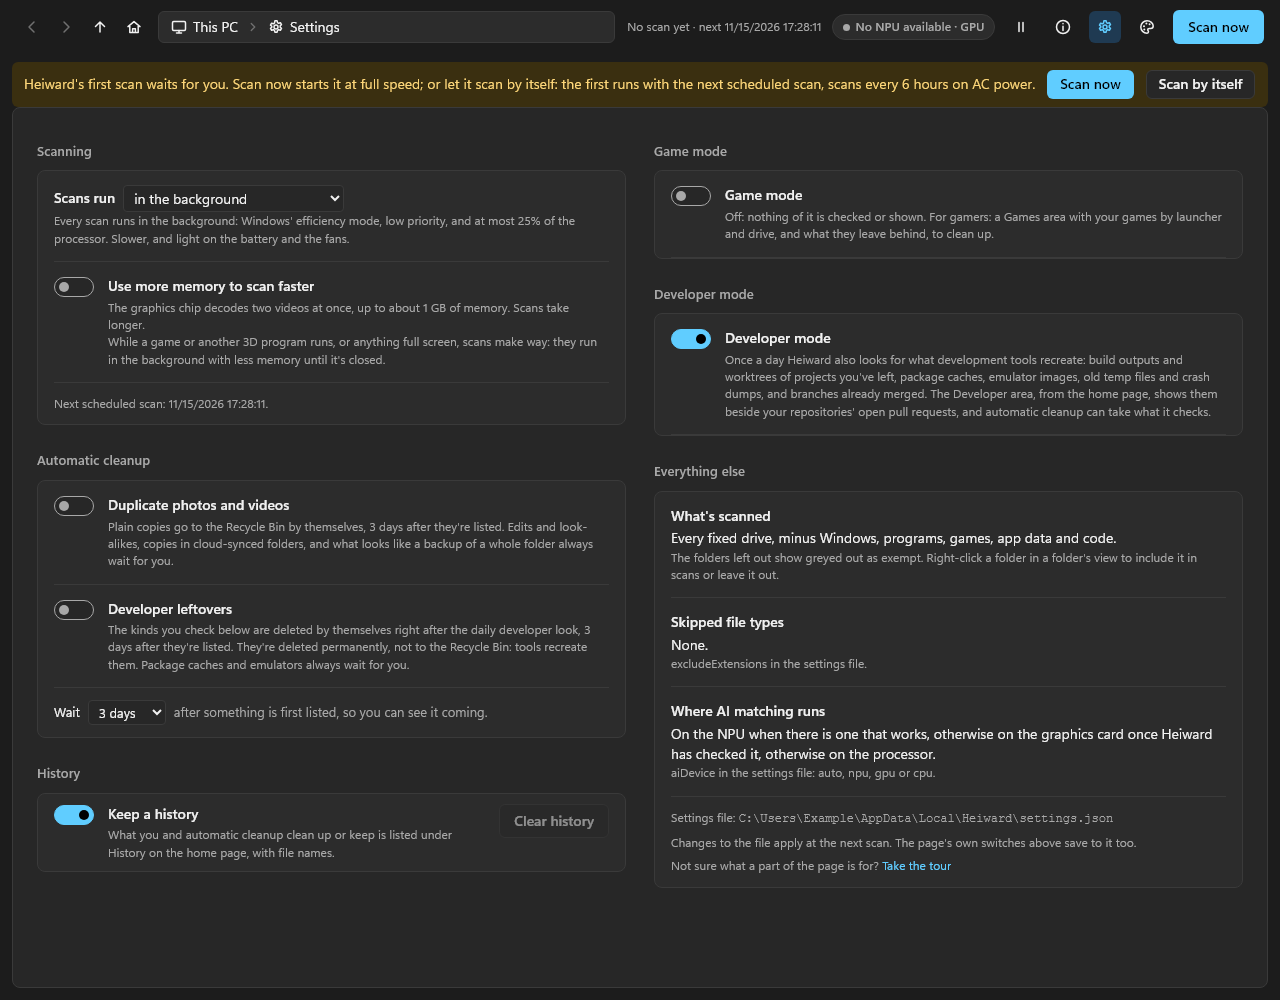 This PC > Settings
No scan yet · next 11/15/2026 17:28:11
No NPU available · GPU
Scan now
Heiward's first scan waits for you. Scan now starts it at full speed; or let it scan by itself: the first runs with the next scheduled scan, scans every 6 hours on AC power.
Scan now
Scan by itself
Scanning
Scans run in the background
Every scan runs in the background: Windows' efficiency mode, low priority, and at most 25% of the
processor. Slower, and light on the battery and the fans.
Use more memory to scan faster
The graphics chip decodes two videos at once, up to about 1 GB of memory. Scans take
longer.
While a game or another 3D program runs, or anything full screen, scans make way: they run
in the background with less memory until it's closed.
Next scheduled scan: 11/15/2026 17:28:11.
Automatic cleanup
Duplicate photos and videos
Plain copies go to the Recycle Bin by themselves, 3 days after they're listed. Edits and look-
alikes, copies in cloud-synced folders, and what looks like a backup of a whole folder always
wait for you.
Developer leftovers
The kinds you check below are deleted by themselves right after the daily developer look, 3
days after they're listed. They're deleted permanently, not to the Recycle Bin: tools recreate
them. Package caches and emulators always wait for you.
Wait 3 days after something is first listed, so you can see it coming.
History
Keep a history
What you and automatic cleanup clean up or keep is listed under
History on the home page, with file names.
Clear history
Game mode
Game mode
Off: nothing of it is checked or shown. For gamers: a Games area with your games by launcher
and drive, and what they leave behind, to clean up.
Developer mode
Developer mode
Once a day Heiward also looks for what development tools recreate: build outputs and
worktrees of projects you've left, package caches, emulator images, old temp files and crash
dumps, and branches already merged. The Developer area, from the home page, shows them
beside your repositories' open pull requests, and automatic cleanup can take what it checks.
Everything else
What's scanned
Every fixed drive, minus Windows, programs, games, app data and code.
The folders left out show greyed out as exempt. Right-click a folder in a folder's view to include it in
scans or leave it out.
Skipped file types
None.
excludeExtensions in the settings file.
Where AI matching runs
On the NPU when there is one that works, otherwise on the graphics card once Heiward
has checked it, otherwise on the processor.
aiDevice in the settings file: auto, npu, gpu or cpu.
Settings file: C:\Users\Example\AppData\Local\Heiward\settings.json
Changes to the file apply at the next scan. The page's own switches above save to it too.
Not sure what a part of the page is for? Take the tour